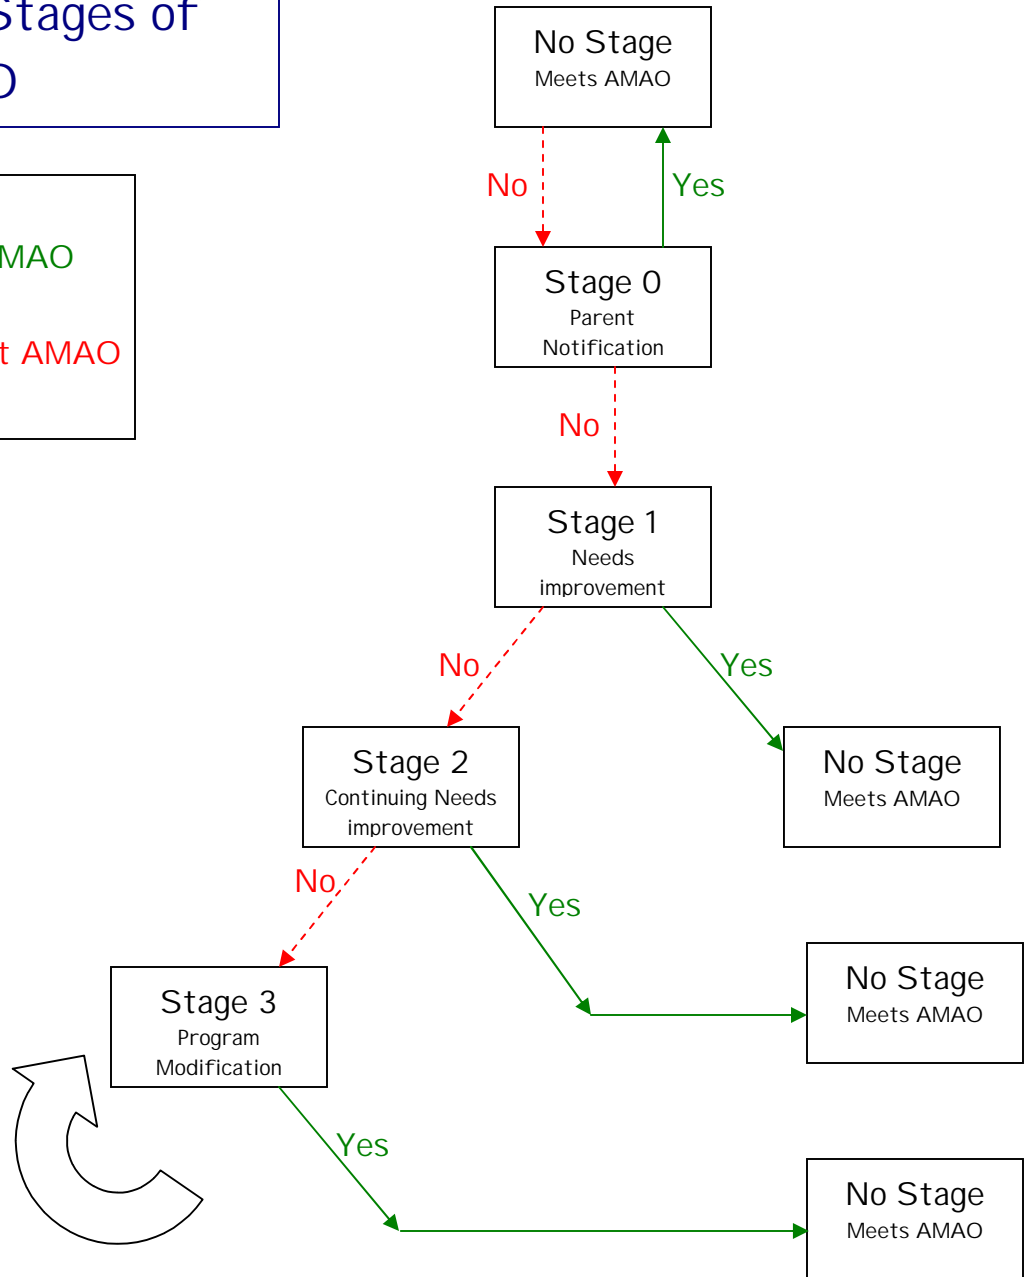 Stages of
O
No Stage
Meets AMAO
No
Yes
MAO
t AMAO
Stage 0
Parent
Notification
No
Stage 1
Needs
improvement
No
Yes
Stage 2
Continuing Needs
improvement
No Stage
Meets AMAO
No
Yes
Stage 3
Program
Modification
No Stage
Meets AMAO
Yes
No Stage
Meets AMAO